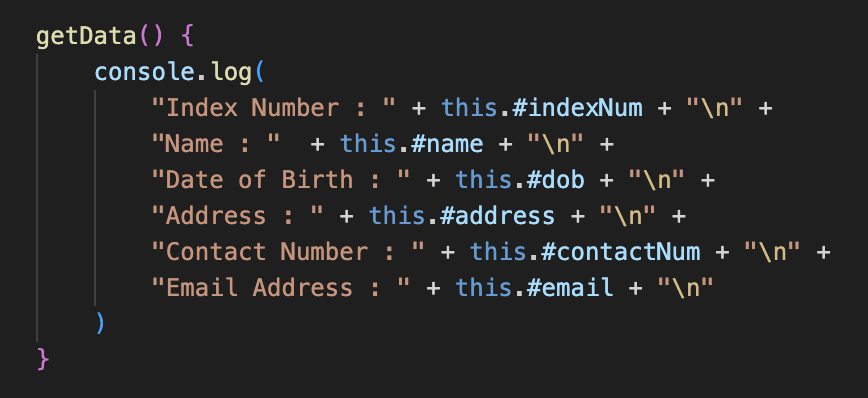 getData() {
console.log(
"Index Number : " + this.#indexNum + "\n" +
"Name : "  + this.#name + "\n" +
"Date of Birth : " + this.#dob + "\n" +
"Address : " + this.#address + "\n" +
"Contact Number : " + this.#contactNum + "\n" +
"Email Address : " + this.#email + "\n"
)
}